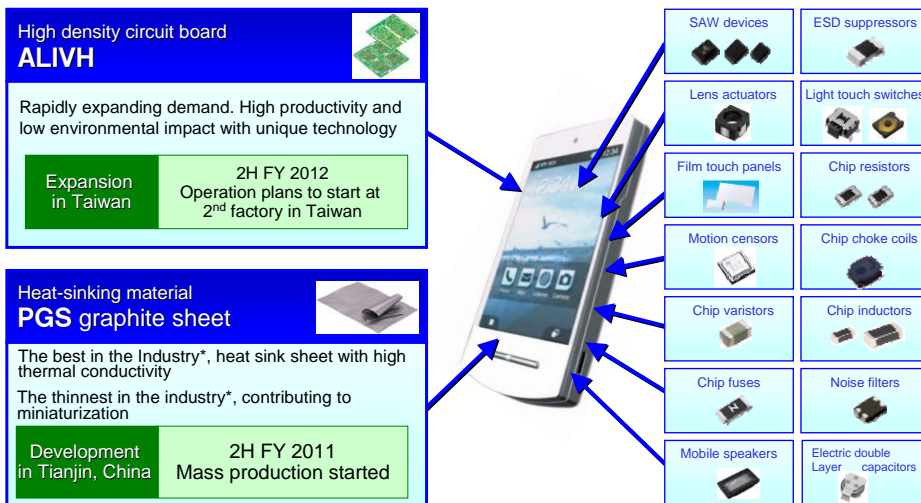 High density circuit board
ALIVH
Rapidly expanding demand. High productivity and
low environmental impact with unique technology
Expansion
in Taiwan
2H FY 2012
Operation plans to start at
2nd factory in Taiwan
Heat-sinking material
PGS graphite sheet
The best in the Industry*, heat sink sheet with high
thermal conductivity
The thinnest in the industry*, contributing to
miniaturization
Development
in Tianjin, China
2H FY 2011
Mass production started
SAW devices
ESD suppressors
Lens actuators
Light touch switches
Film touch panels
Chip resistors
Motion censors
Chip choke coils
Chip varistors
Chip inductors
Chip fuses
Noise filters
Mobile speakers
Electric double
Layer capacitors